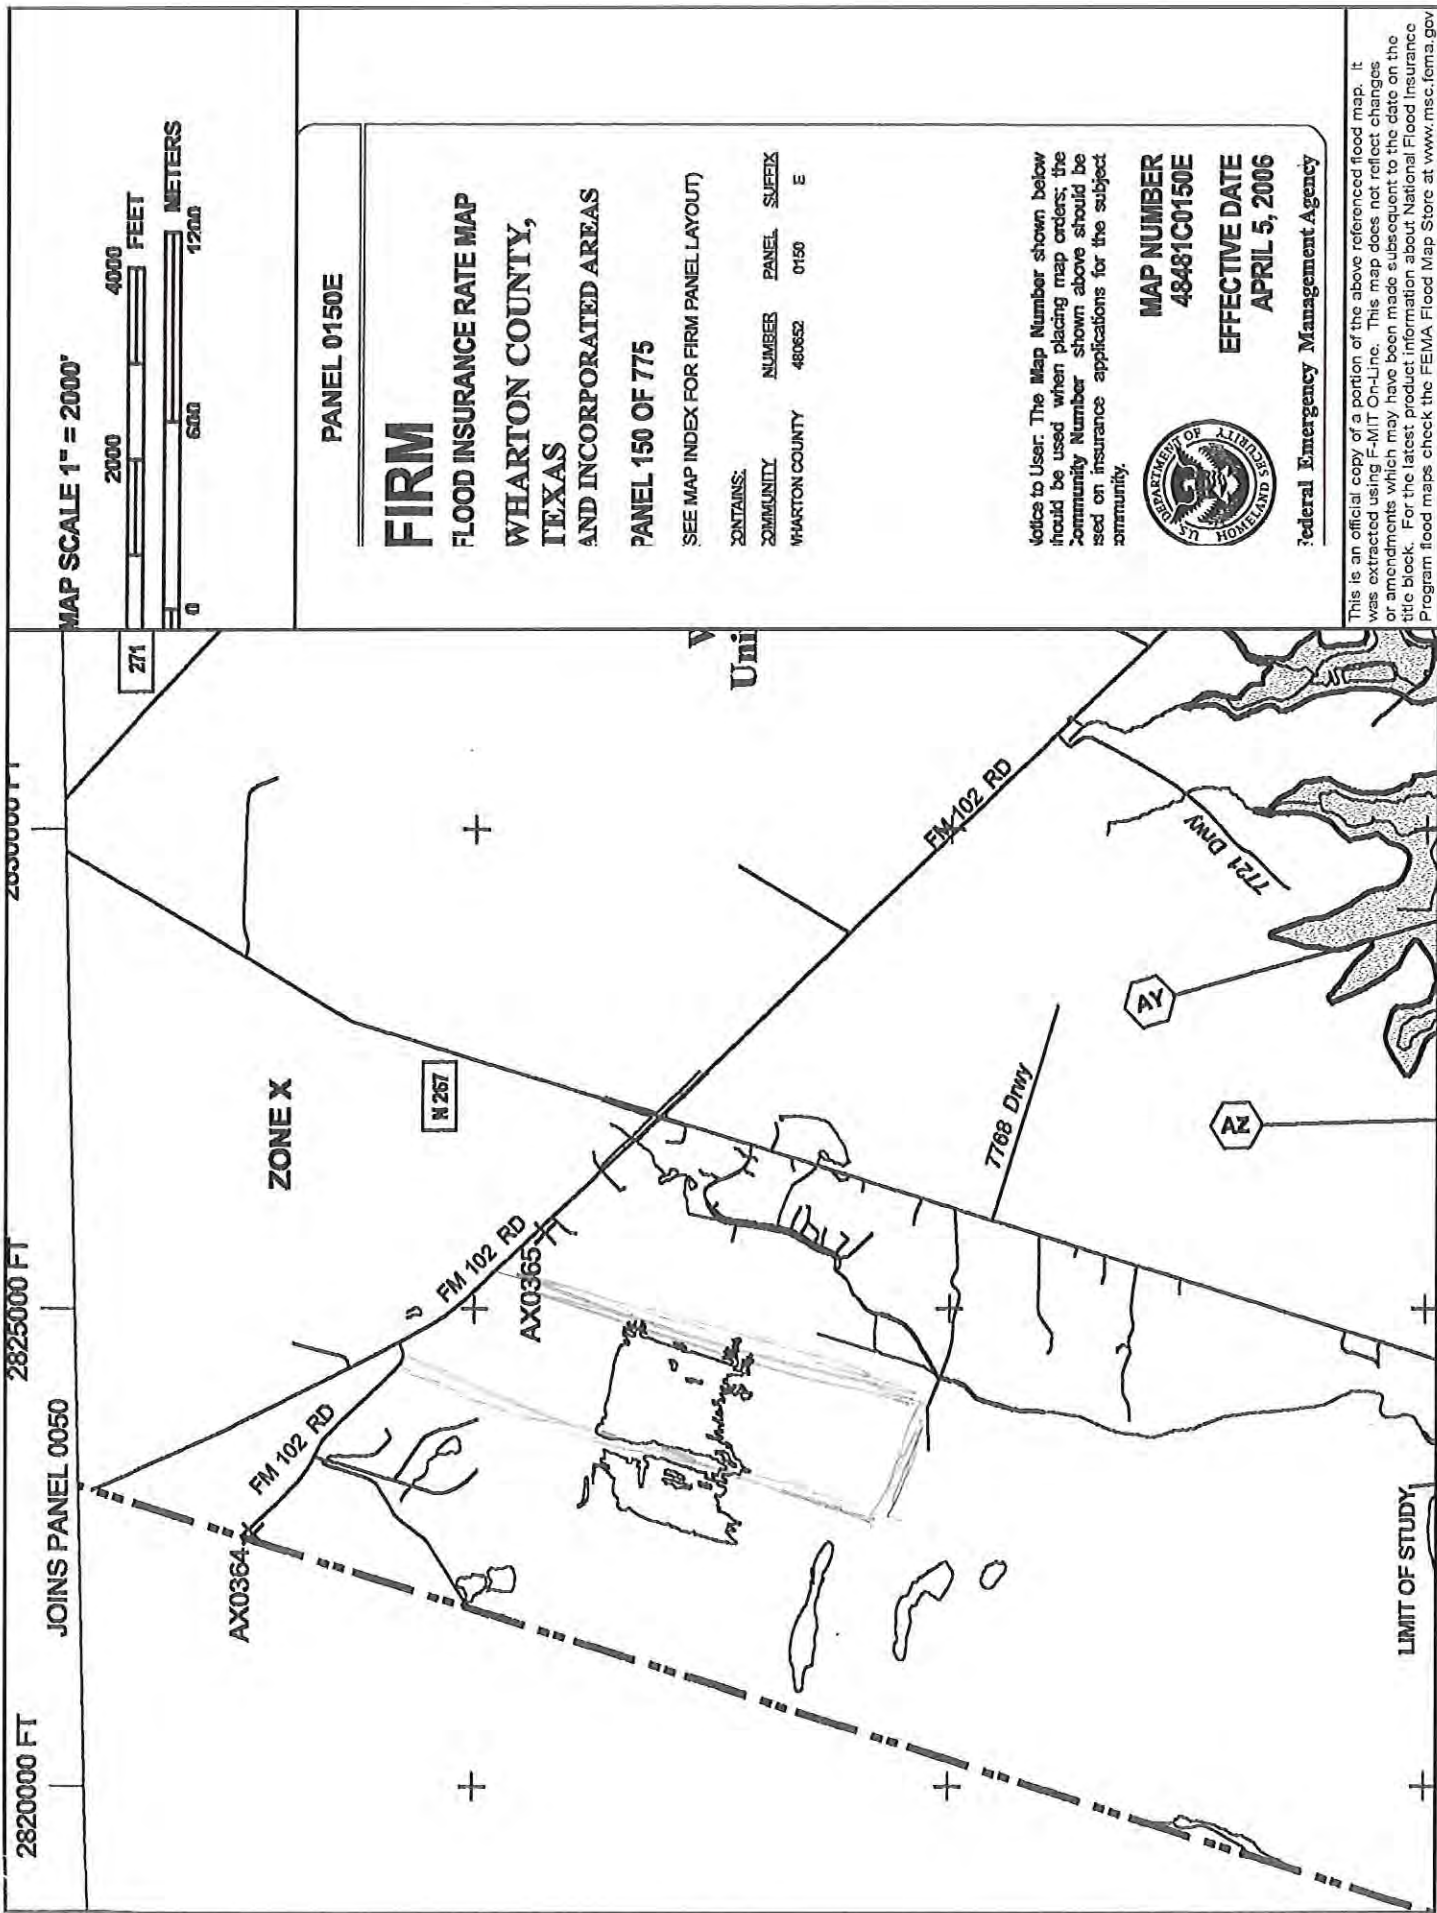 2820000 FT
JOINS PANEL 0050
2825000 FT
271
AX0364
FM 102 RD
FM 102 RD
ZONE X
N 267
AX0365
FM 102 RD
Uni
7768 Drwy
7721 Drwy
AY
AZ
LIMIT OF STUDY
MAP SCALE 1" = 2000'
2000
4000
FEET
METERS
0
600
1200
PANEL 0150E
FIRM
FLOOD INSURANCE RATE MAP
WHARTON COUNTY,
TEXAS
AND INCORPORATED AREAS
PANEL 150 OF 775
(SEE MAP INDEX FOR FIRM PANEL LAYOUT)
ONTAINS:
COMMUNITY NUMBER PANEL SUFFIX
WHARTON COUNTY 480652 0150 E
Notice to User: The Map Number shown below
should be used when placing map orders; the
Community Number shown above should be
used on insurance applications for the subject
community.
U.S. DEPARTMENT OF HOMELAND SECURITY
MAP NUMBER
48481C0150E
EFFECTIVE DATE
APRIL 5, 2006
Federal Emergency Management Agency
This is an official copy of a portion of the above referenced flood map. It
was extracted using F-MIT On-Line. This map does not reflect changes
or amendments which may have been made subsequent to the date on the
title block. For the latest product information about National Flood Insurance
Program flood maps check the FEMA Flood Map Store at www.msc.fema.gov